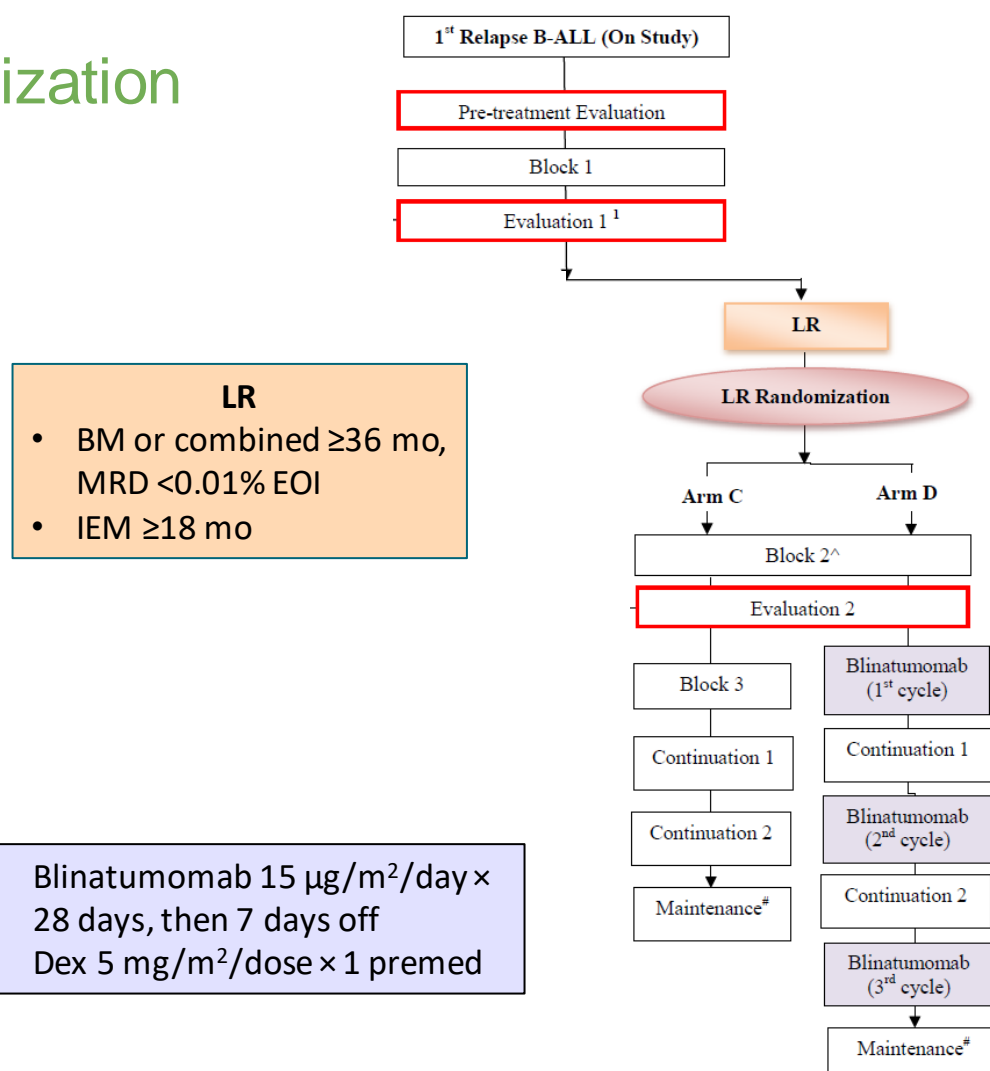 1st Relapse B-ALL (On Study)
ization
Pre-treatment Evaluation
Block 1
Evaluation 1 1
LR
LR Randomization
LR
• BM or combined ≥36 mo,
MRD <0.01% EOI
• IEM ≥18 mo
Arm C
Arm D
Block 2^
Evaluation 2
Block 3
Continuation 1
Continuation 2
Maintenance#
Blinatumomab
(1st cycle)
Continuation 1
Blinatumomab
(2nd cycle)
Continuation 2
Blinatumomab
(3rd cycle)
Maintenance#
Blinatumomab 15 µg/m2/day ×
28 days, then 7 days off
Dex 5 mg/m2/dose × 1 premed